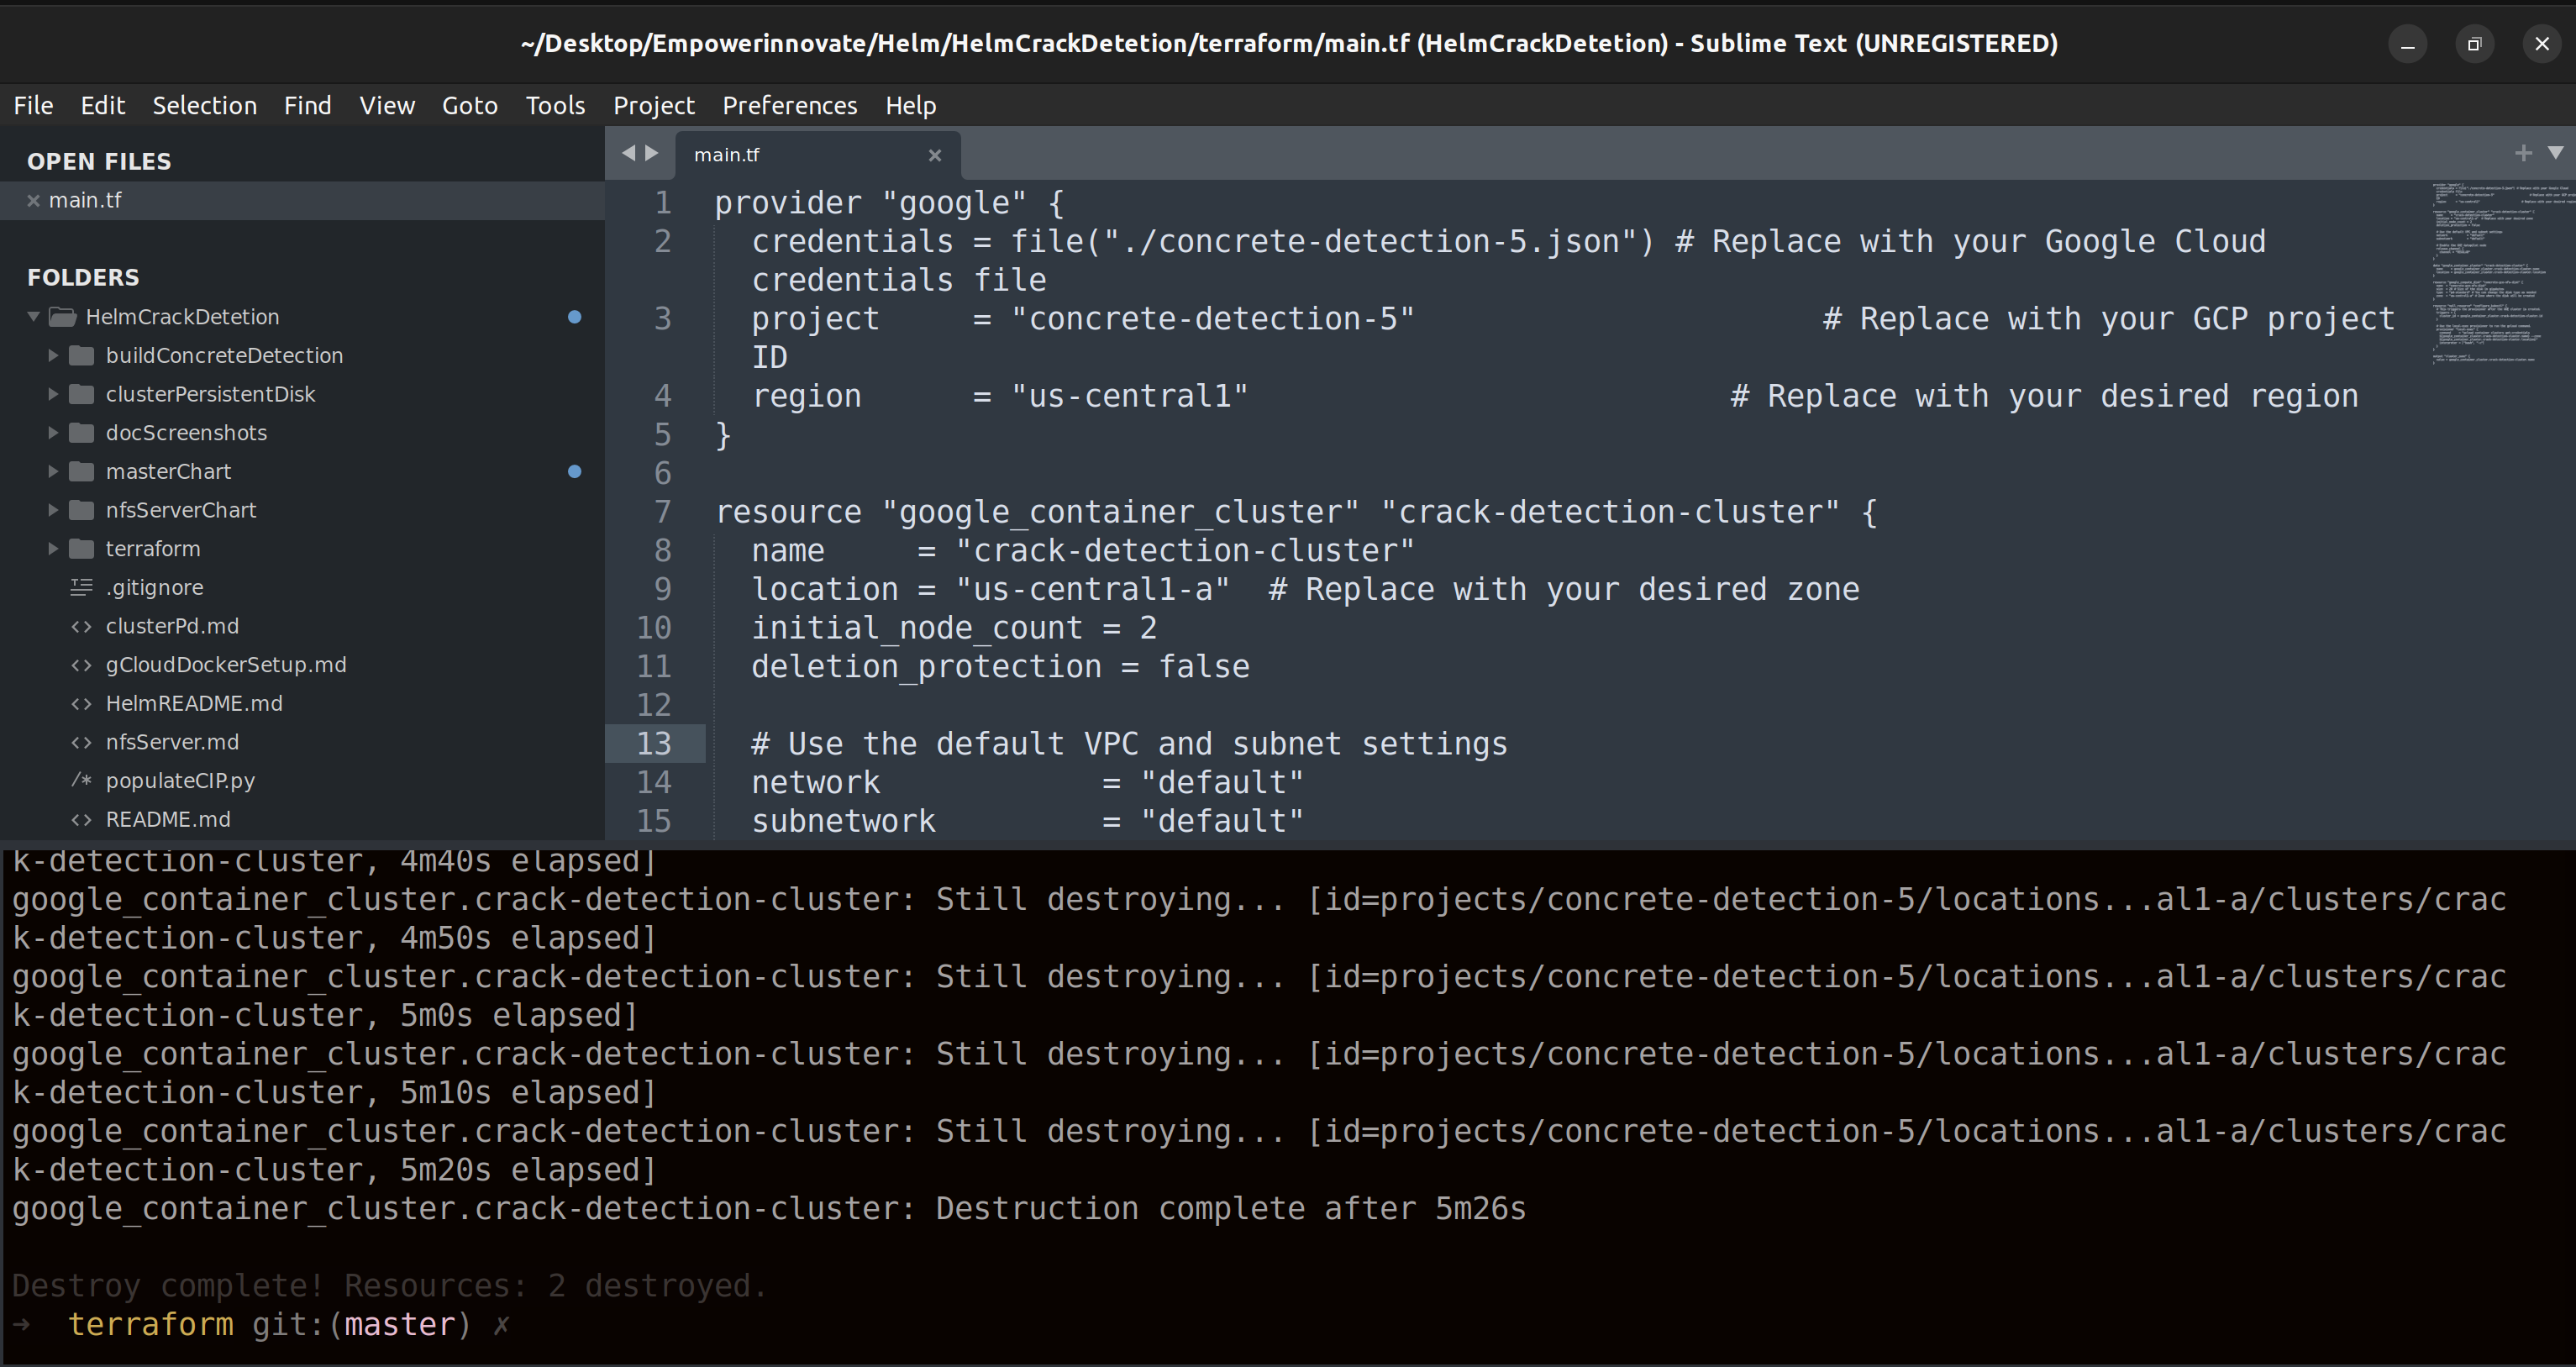 ~/Desktop/Empowerinnovate/Helm/HelmCrackDetetion/terraform/main.tf (HelmCrackDetetion) - Sublime Text (UNREGISTERED)
File Edit Selection Find View Goto Tools Project Preferences Help
OPEN FILES
main.tf
FOLDERS
HelmCrackDetetion
buildConcreteDetection
clusterPersistentDisk
docScreenshots
masterChart
nfsServerChart
terraform
.gitignore
clusterPd.md
gCloudDockerSetup.md
HelmREADME.md
nfsServer.md
populateCIP.py
README.md
main.tf
1 provider "google" {
2 credentials = file("./concrete-detection-5.json") # Replace with your Google Cloud
credentials file
3 project = "concrete-detection-5" # Replace with your GCP project
ID
4 region = "us-central1" # Replace with your desired region
5 }
6
7 resource "google_container_cluster" "crack-detection-cluster" {
8 name = "crack-detection-cluster"
9 location = "us-central1-a" # Replace with your desired zone
10 initial_node_count = 2
11 deletion_protection = false
12
13 # Use the default VPC and subnet settings
14 network = "default"
15 subnetwork = "default"
k-detection-cluster, 4m40s elapsed]
google_container_cluster.crack-detection-cluster: Still destroying... [id=projects/concrete-detection-5/locations...al1-a/clusters/crac
k-detection-cluster, 4m50s elapsed]
google_container_cluster.crack-detection-cluster: Still destroying... [id=projects/concrete-detection-5/locations...al1-a/clusters/crac
k-detection-cluster, 5m0s elapsed]
google_container_cluster.crack-detection-cluster: Still destroying... [id=projects/concrete-detection-5/locations...al1-a/clusters/crac
k-detection-cluster, 5m10s elapsed]
google_container_cluster.crack-detection-cluster: Still destroying... [id=projects/concrete-detection-5/locations...al1-a/clusters/crac
k-detection-cluster, 5m20s elapsed]
google_container_cluster.crack-detection-cluster: Destruction complete after 5m26s
Destroy complete! Resources: 2 destroyed.
➜ terraform git:(master) ✗